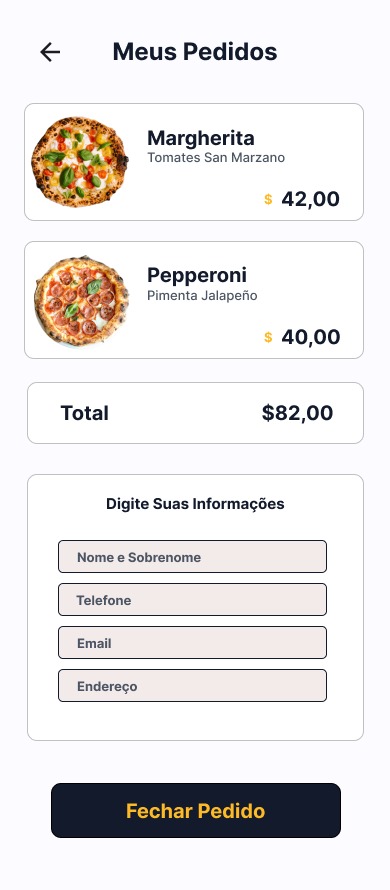 Meus Pedidos
Margherita
Tomates San Marzano
$ 42,00
Pepperoni
Pimenta Jalapeño
$ 40,00
Total $82,00
Digite Suas Informações
Nome e Sobrenome
Telefone
Email
Endereço
Fechar Pedido